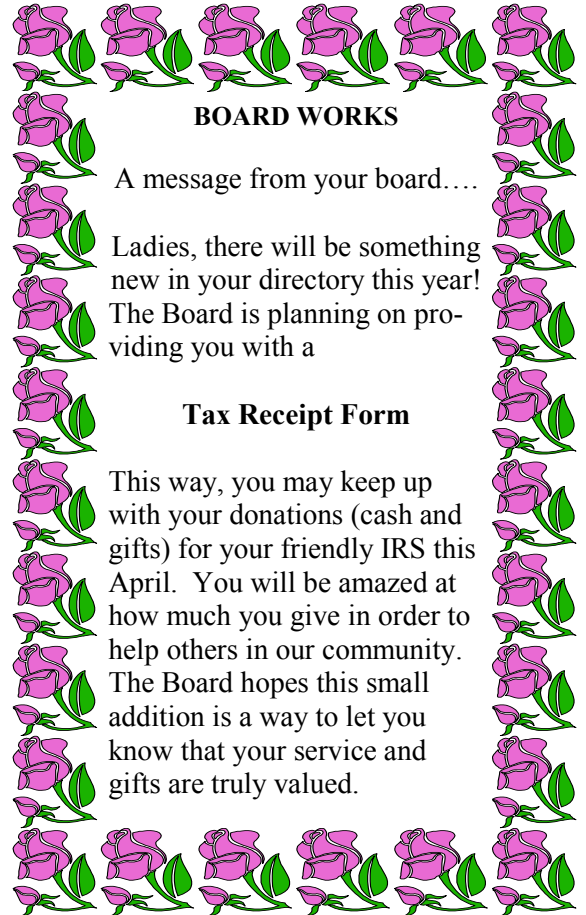 BOARD WORKS
A message from your board….
Ladies, there will be something
new in your directory this year!
The Board is planning on pro-
viding you with a
Tax Receipt Form
This way, you may keep up
with your donations (cash and
gifts) for your friendly IRS this
April.  You will be amazed at
how much you give in order to
help others in our community.
The Board hopes this small
addition is a way to let you
know that your service and
gifts are truly valued.